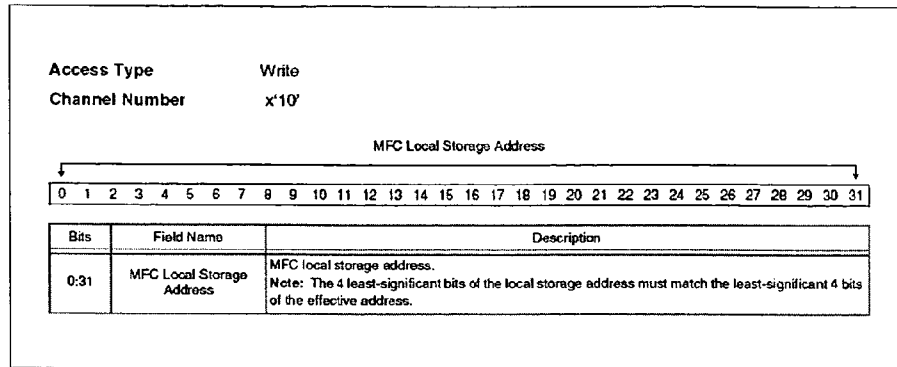 Access Type Write
Channel Number x'10'
MFC Local Storage Address
0 1 2 3 4 5 6 7 8 9 10 11 12 13 14 15 16 17 18 19 20 21 22 23 24 25 26 27 28 29 30 31
Bits Field Name Description
0:31 MFC Local Storage Address MFC local storage address.
Note: The 4 least-significant bits of the local storage address must match the least-significant 4 bits
of the effective address.